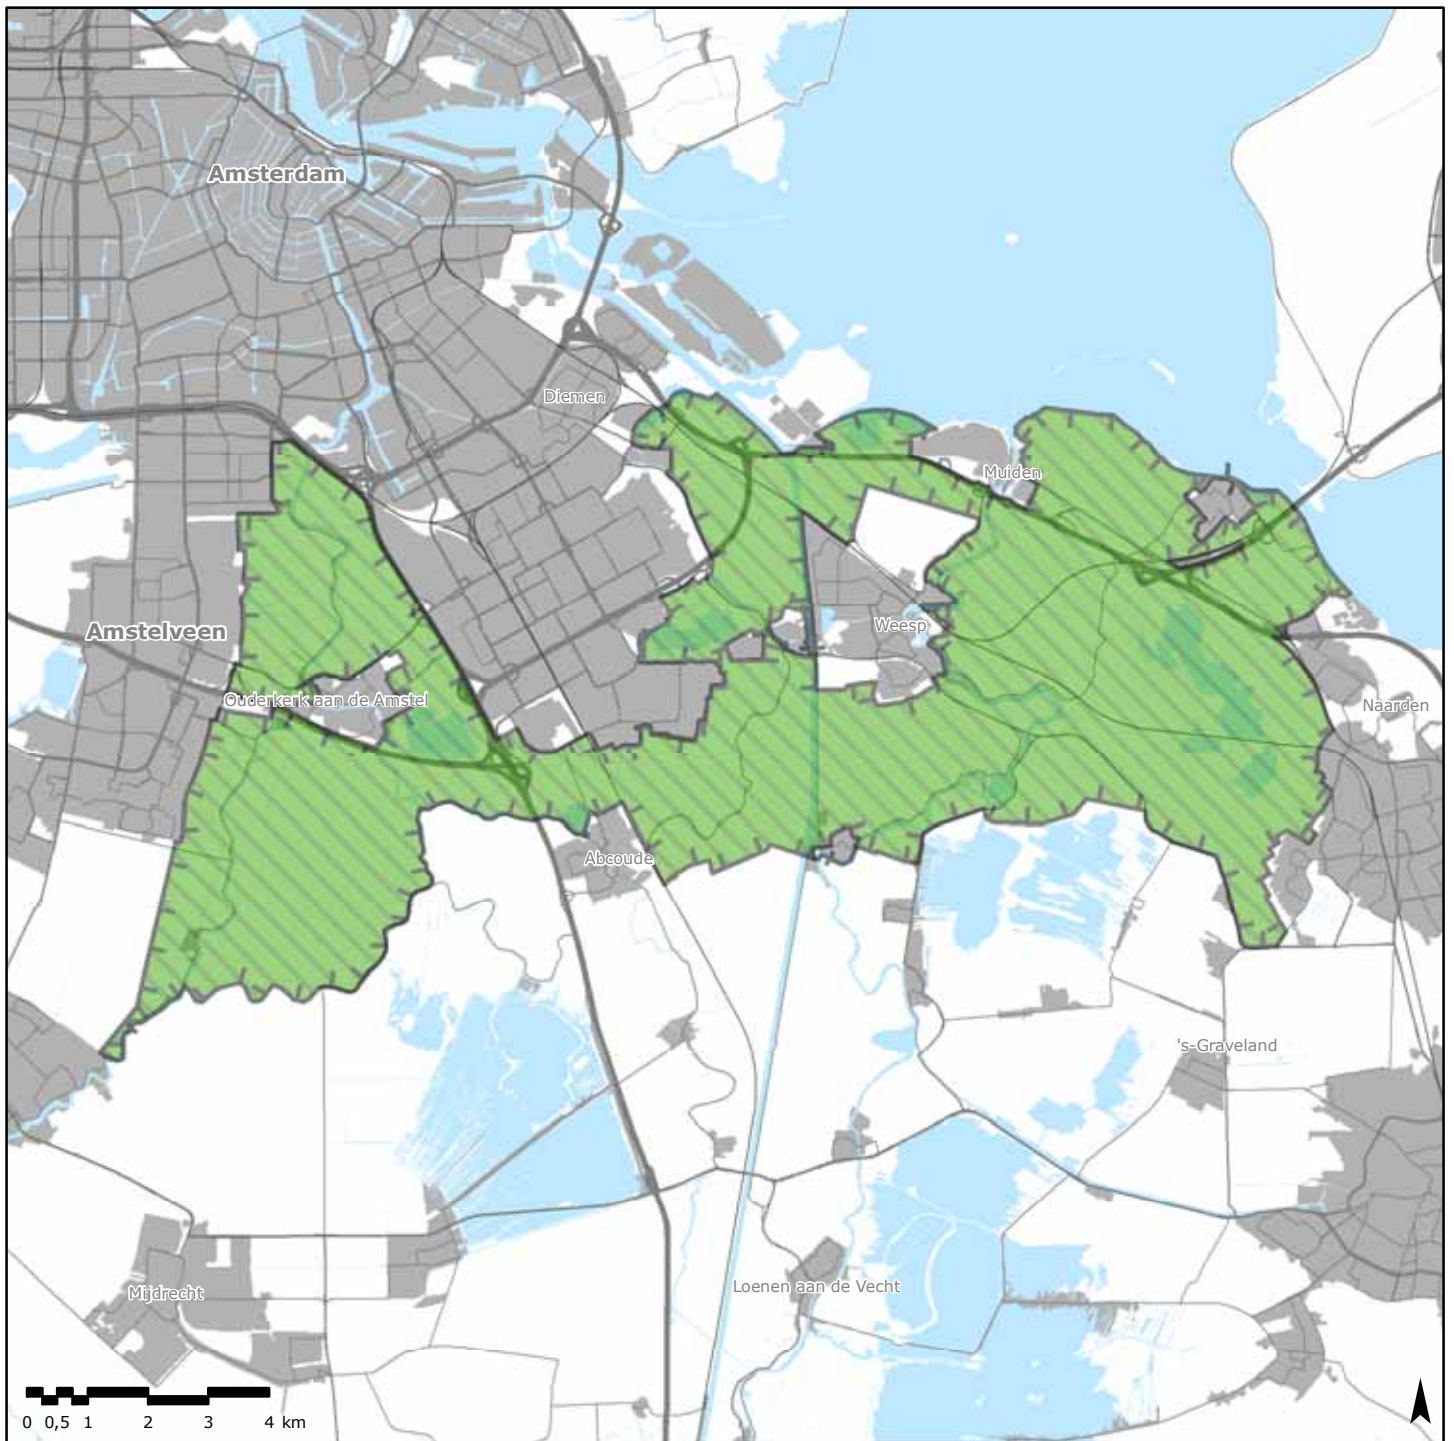 Amsterdam
Diemen
Muiden
Weesp
Amstelveen
Ouderkerk aan de Amstel
Naarden
Abcoude
's-Graveland
Loenen aan de Vecht
Mijdrecht
0 0,5 1 2 3 4 km